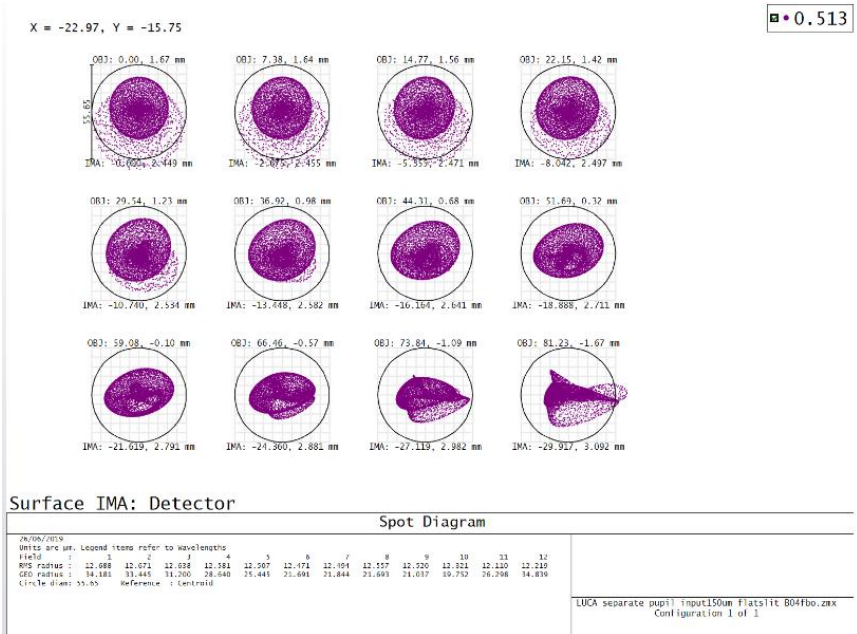 X = -22.97, Y = -15.75
0.513
OBJ: 0.00, 1.67 mm
OBJ: 7.38, 1.64 mm
OBJ: 14.77, 1.56 mm
OBJ: 22.15, 1.42 mm
55.65
IMA: 2.449 mm
IMA: 2.455 mm
IMA: 2.471 mm
IMA: -8.042, 2.497 mm
OBJ: 29.54, 1.23 mm
OBJ: 36.92, 0.98 mm
OBJ: 44.31, 0.68 mm
OBJ: 51.69, 0.32 mm
IMA: -10.740, 2.534 mm
IMA: -13.448, 2.582 mm
IMA: -16.164, 2.641 mm
IMA: -18.888, 2.711 mm
OBJ: 59.08, -0.10 mm
OBJ: 66.46, -0.57 mm
OBJ: 73.84, -1.09 mm
OBJ: 81.23, -1.67 mm
IMA: -21.619, 2.791 mm
IMA: -24.360, 2.881 mm
IMA: -27.119, 2.982 mm
IMA: -29.917, 3.092 mm
Surface IMA: Detector
Spot Diagram
26/06/2019
Units are µm. Legend items refer to Wavelengths
Field : 1 2 3 4 5 6 7 8 9 10 11 12
RMS radius : 12.688 12.671 12.638 12.581 12.507 12.471 12.494 12.557 12.520 12.321 12.110 12.219
GEO radius : 34.181 33.445 31.200 28.640 25.445 21.691 21.844 21.693 21.037 19.752 26.298 34.839
Circle diam: 55.65 Reference : Centroid
LUCA separate pupil input150um flatslit B04fbo.zmx
Configuration 1 of 1